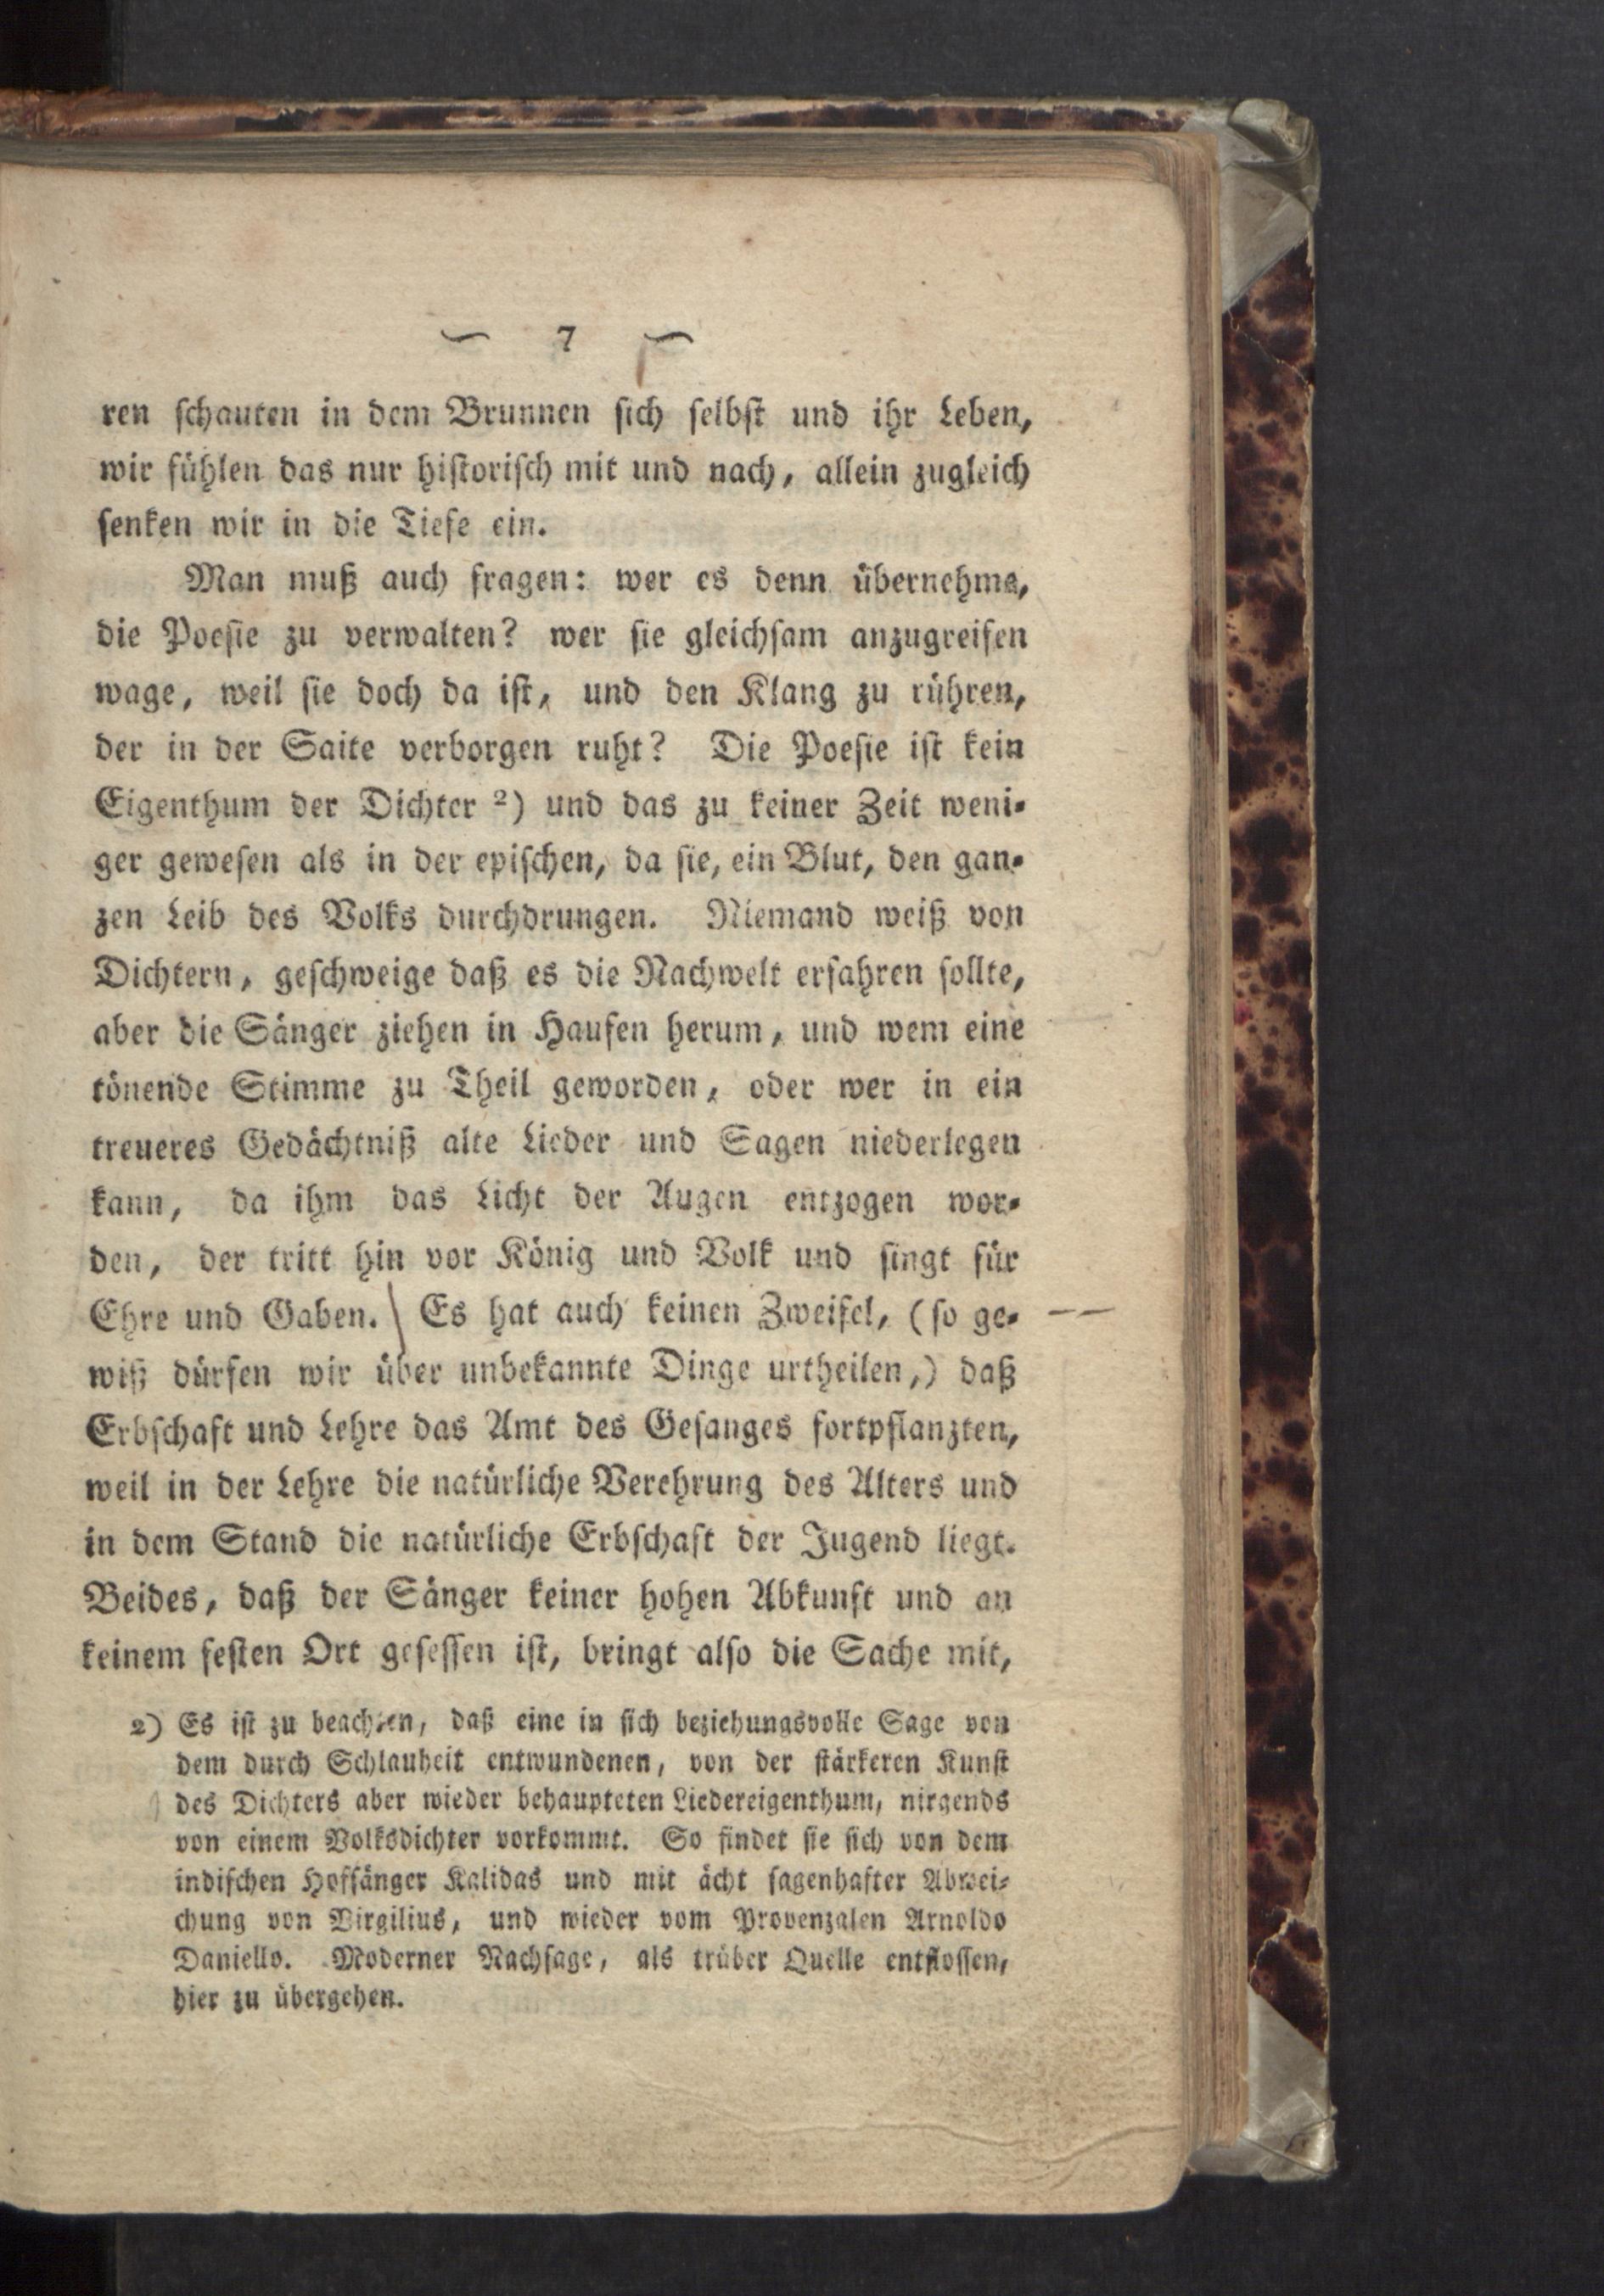 — 7 —
ren schauten in dem Brunnen sich selbst und ihr Leben,
wir fühlen das nur historisch mit und nach, allein zugleich
senken wir in die Tiefe ein.
Man muß auch fragen: wer es denn übernehme,
die Poesie zu verwalten? wer sie gleichsam anzugreifen
wage, weil sie doch da ist, und den Klang zu rühren,
der in der Saite verborgen ruht? Die Poesie ist kein
Eigenthum der Dichter 2) und das zu keiner Zeit weni-
ger gewesen als in der epischen, da sie, ein Blut, den gan-
zen Leib des Volks durchdrungen. Niemand weiß von
Dichtern, geschweige daß es die Nachwelt erfahren sollte,
aber die Sänger ziehen in Haufen herum, und wem eine
tönende Stimme zu Theil geworden, oder wer in ein
treueres Gedächtniß alte Lieder und Sagen niederlegen
kann, da ihm das Licht der Augen entzogen wor-
den, der tritt hin vor König und Volk und singt für
Ehre und Gaben. Es hat auch keinen Zweifel, (so ge-
wiß dürfen wir über unbekannte Dinge urtheilen,) daß
Erbschaft und Lehre das Amt des Gesanges fortpflanzten,
weil in der Lehre die natürliche Verehrung des Alters und
in dem Stand die natürliche Erbschaft der Jugend liegt.
Beides, daß der Sänger keiner hohen Abkunft und an
keinem festen Ort gesessen ist, bringt also die Sache mit,
2) Es ist zu beachten, daß eine in sich beziehungsvolle Sage von
dem durch Schlauheit entwundenen, von der stärkeren Kunst
des Dichters aber wieder behaupteten Liedereigenthum, nirgends
von einem Volksdichter vorkommt. So findet sie sich von dem
indischen Hofsänger Kalidas und mit ächt sagenhafter Abwei-
chung von Virgilius, und wieder vom Provenzalen Arnoldo
Daniello. Moderner Nachsage, als trüber Quelle entflossen,
hier zu übergehen.